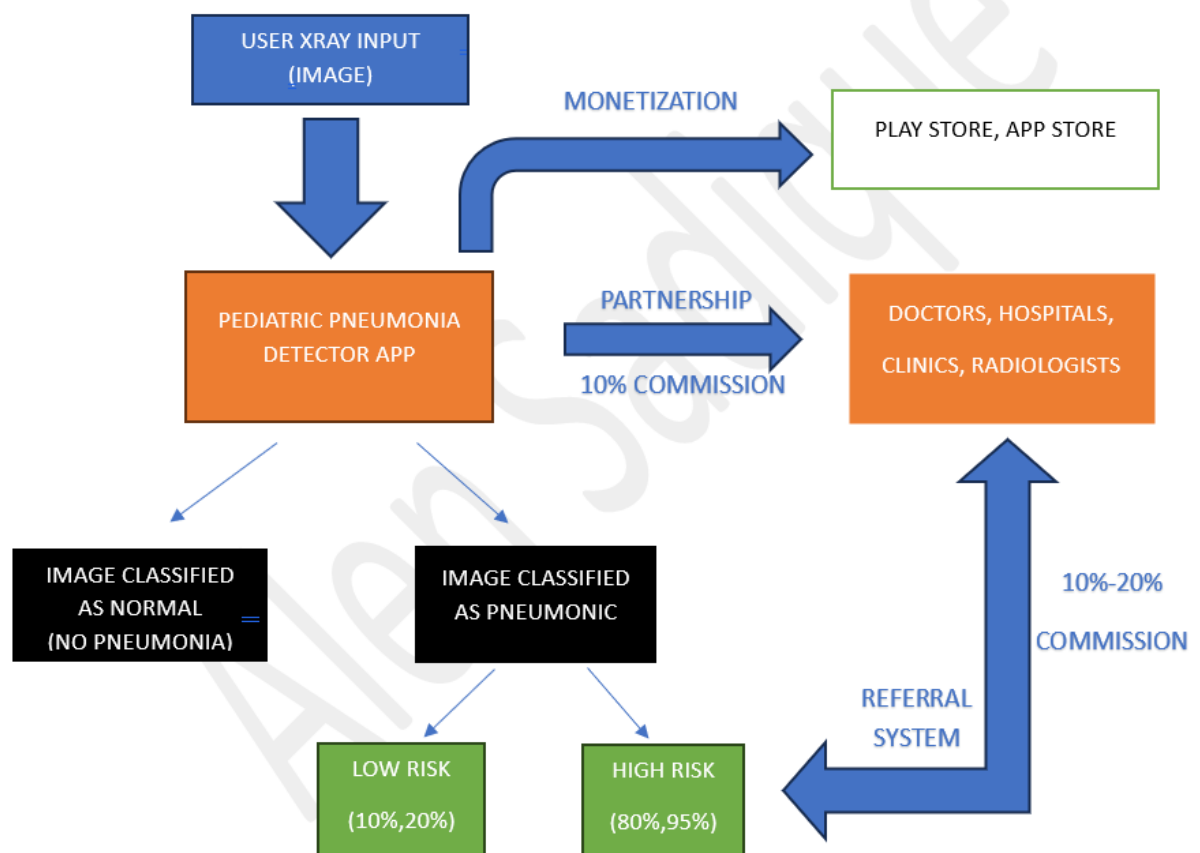 USER XRAY INPUT
(IMAGE)
MONETIZATION
PLAY STORE, APP STORE
PEDIATRIC PNEUMONIA
DETECTOR APP
PARTNERSHIP
10% COMMISSION
DOCTORS, HOSPITALS,
CLINICS, RADIOLOGISTS
IMAGE CLASSIFIED
AS NORMAL
(NO PNEUMONIA)
IMAGE CLASSIFIED
AS PNEUMONIC
10%-20%
COMMISSION
REFERRAL
SYSTEM
LOW RISK
(10%,20%)
HIGH RISK
(80%,95%)
Alen Sadique